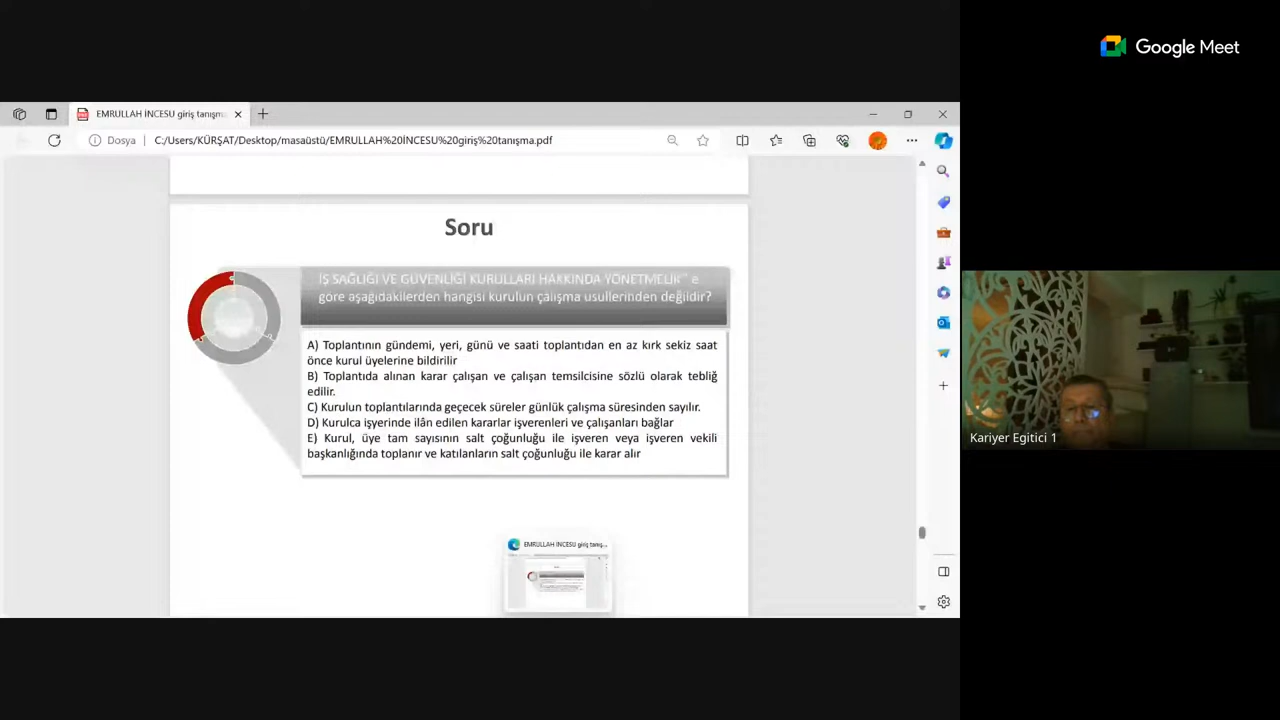 Google Meet
EMRULLAH İNCESU giriş tanışma
Dosya
C:/Users/KÜRŞAT/Desktop/masaüstü/EMRULLAH%20İNCESU%20giriş%20tanışma.pdf
Soru
İŞ SAĞLIĞI VE GÜVENLİĞİ KURULLARI HAKKINDA YÖNETMELİK" e
göre aşağıdakilerden hangisi kurulun çalışma usullerinden değildir?
A) Toplantının gündemi, yeri, günü ve saati toplantıdan en az kırk sekiz saat
önce kurul üyelerine bildirilir
B) Toplantıda alınan karar çalışan ve çalışan temsilcisine sözlü olarak tebliğ
edilir.
C) Kurulun toplantılarında geçecek süreler günlük çalışma süresinden sayılır.
D) Kurulca işyerinde ilân edilen kararlar işverenleri ve çalışanları bağlar
E) Kurul, üye tam sayısının salt çoğunluğu ile işveren veya işveren vekili
başkanlığında toplanır ve katılanların salt çoğunluğu ile karar alır
EMRULLAH İNCESU giriş tanış...
Kariyer Egitici 1